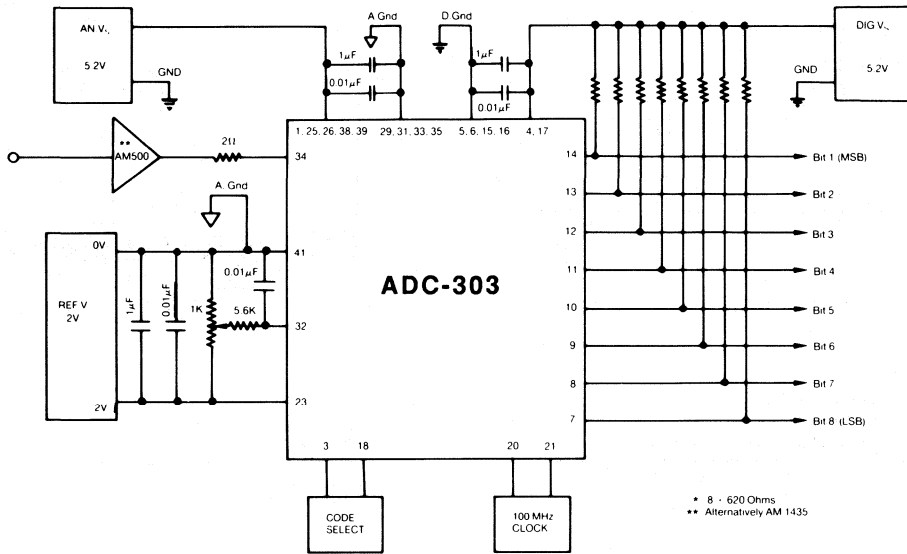 AN V
5.2V
GND
A Gnd
D. Gnd
1µF
0.01µF
1µF
0.01µF
DIG V
GND
5.2V
1, 25, 26, 38, 39
29, 31, 33, 35
5, 6, 15, 16
4, 17
**
AM500
2Ω
34
A. Gnd
ADC-303
REF V
2V
0V
2V
1µF
0.01µF
1K
5.6K
0.01µF
41
32
23
14
Bit 1 (MSB)
13
Bit 2
12
Bit 3
11
Bit 4
10
Bit 5
9
Bit 6
8
Bit 7
7
Bit 8 (LSB)
3
18
20
21
CODE
SELECT
100 MHz
CLOCK
* 8 - 620 Ohms
** Alternatively AM 1435